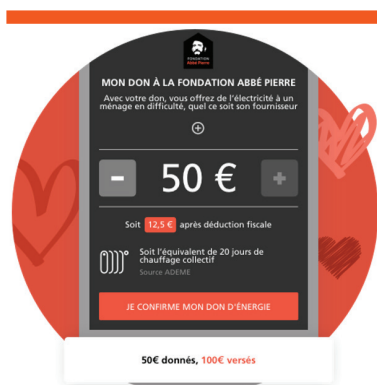 FONDATION
Abbé Pierre
MON DON À LA FONDATION ABBÉ PIERRE
Avec votre don, vous offrez de l'électricité à un
ménage en difficulté, quel ce soit son fournisseur
-
50 €
+
Soit 12,5 € après déduction fiscale
Soit l'équivalent de 20 jours de
chauffage collectif
Source ADEME
JE CONFIRME MON DON D'ÉNERGIE
50€ donnés, 100€ versés